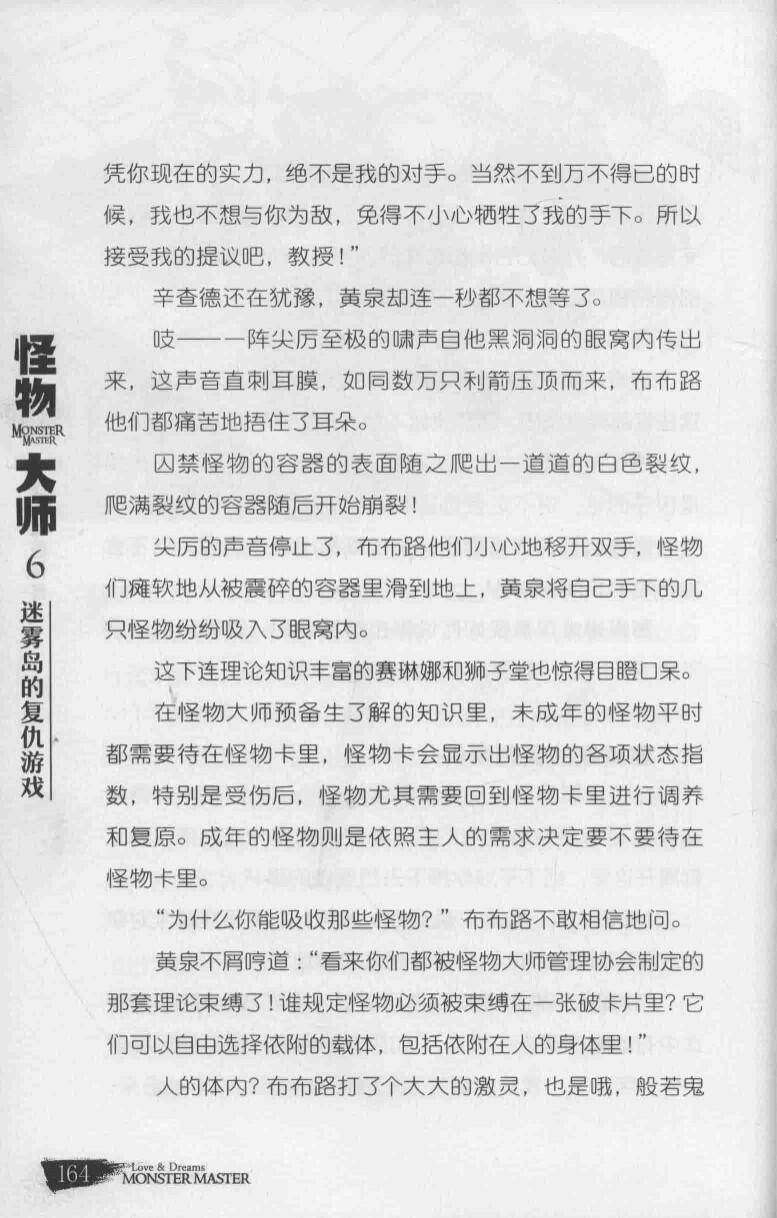 凭你现在的实力，绝不是我的对手。当然不到万不得已的时
候，我也不想与你为敌，免得不小心牺牲了我的手下。所以
接受我的提议吧，教授！”
辛查德还在犹豫，黄泉却连一秒都不想等了。
吱——一阵尖厉至极的啸声自他黑洞洞的眼窝内传出
来，这声音直刺耳膜，如同数万只利箭压顶而来，布布路
他们都痛苦地捂住了耳朵。
囚禁怪物的容器的表面随之爬出一道道的白色裂纹，
爬满裂纹的容器随后开始崩裂！
尖厉的声音停止了，布布路他们小心地移开双手，怪物
们瘫软地从被震碎的容器里滑到地上，黄泉将自己手下的几
只怪物纷纷吸入了眼窝内。
这下连理论知识丰富的赛琳娜和狮子堂也惊得目瞪口呆。
在怪物大师预备生了解的知识里，未成年的怪物平时
都需要待在怪物卡里，怪物卡会显示出怪物的各项状态指
数，特别是受伤后，怪物尤其需要回到怪物卡里进行调养
和复原。成年的怪物则是依照主人的需求决定要不要待在
怪物卡里。
“为什么你能吸收那些怪物？”布布路不敢相信地问。
黄泉不屑哼道：“看来你们都被怪物大师管理协会制定的
那套理论束缚了！谁规定怪物必须被束缚在一张破卡片里？它
们可以自由选择依附的载体，包括依附在人的身体里！”
人的体内？布布路打了个大大的激灵，也是哦，般若鬼
怪物
MONSTER
MASTER
大师
6
迷雾岛的复仇游戏
164
Love & Dreams
MONSTER MASTER